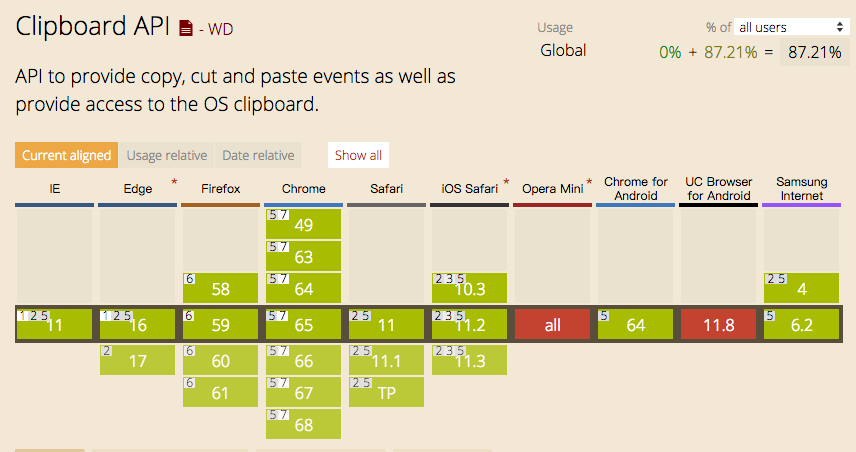 Clipboard API - WD
Usage % of all users
Global 0% + 87.21% = 87.21%
API to provide copy, cut and paste events as well as
provide access to the OS clipboard.
Current aligned Usage relative Date relative Show all
IE Edge * Firefox Chrome Safari iOS Safari * Opera Mini * Chrome for Android UC Browser for Android Samsung Internet
5 7 49
5 7 63
6 58 5 7 64 2 3 5 10.3 2 5 4
1 2 5 11 1 2 5 16 6 59 5 7 65 2 5 11 2 3 5 11.2 all 5 64 11.8 5 6.2
2 17 6 60 5 7 66 2 5 11.1 2 3 5 11.3
6 61 5 7 67 2 5 TP
5 7 68